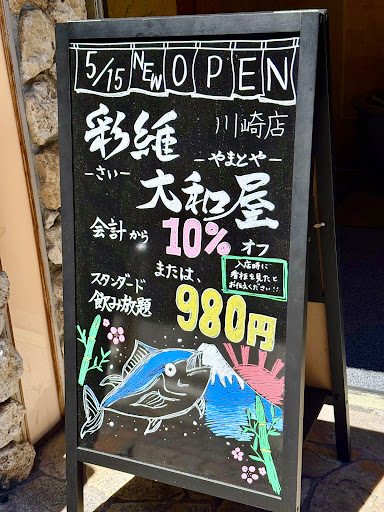 5/15 NEW OPEN
彩維 川崎店
-さい- -やまとや-
大和屋
会計から 10% オフ
または、
入店時に
看板を見たと
お伝えください!!
スタンダード
飲み放題 980円